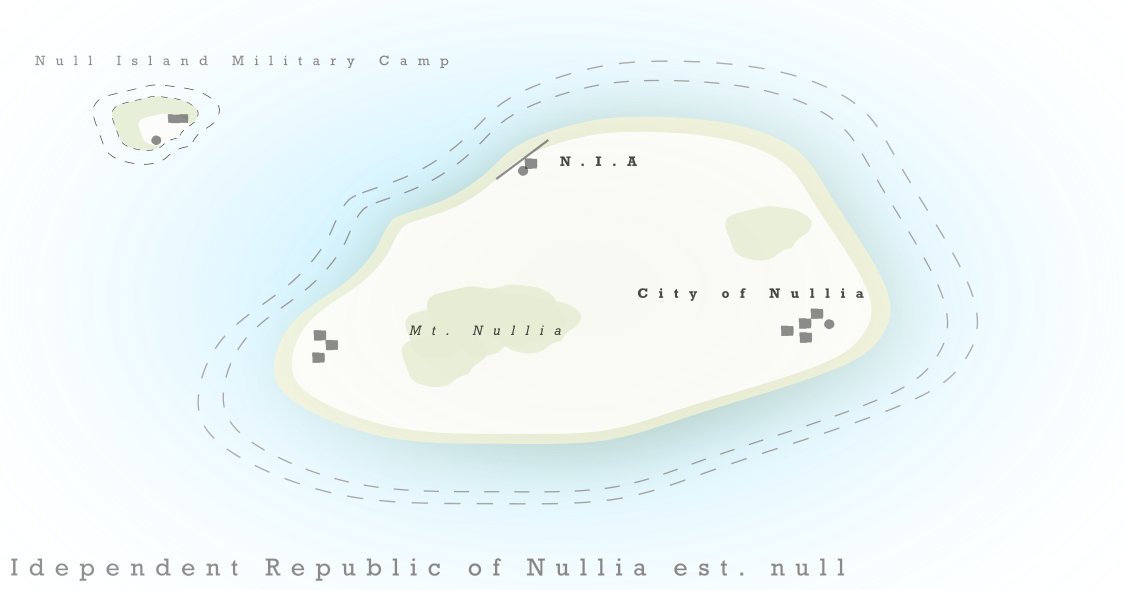 Null Island Military Camp
N.I.A
City of Nullia
Mt. Nullia
Idependent Republic of Nullia est. null